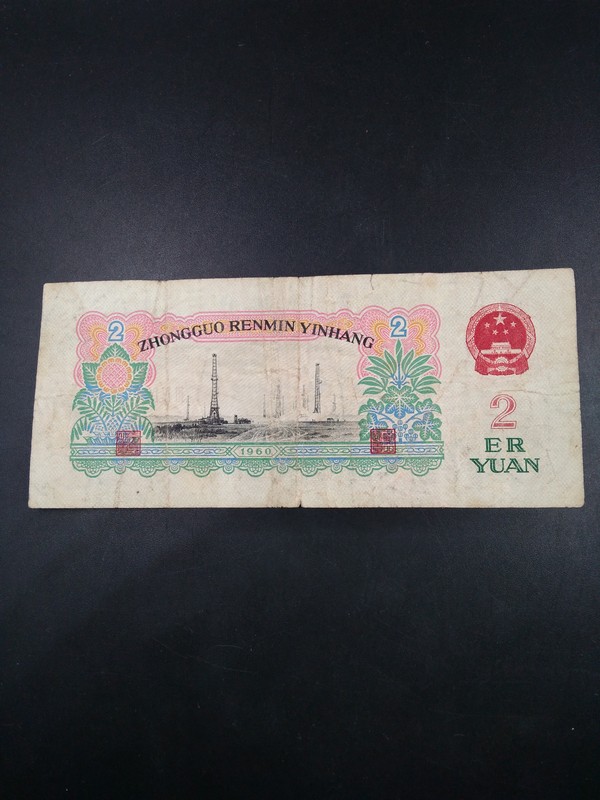 2 2
ZHONGGUO RENMIN YINHANG
1960
2
ER
YUAN